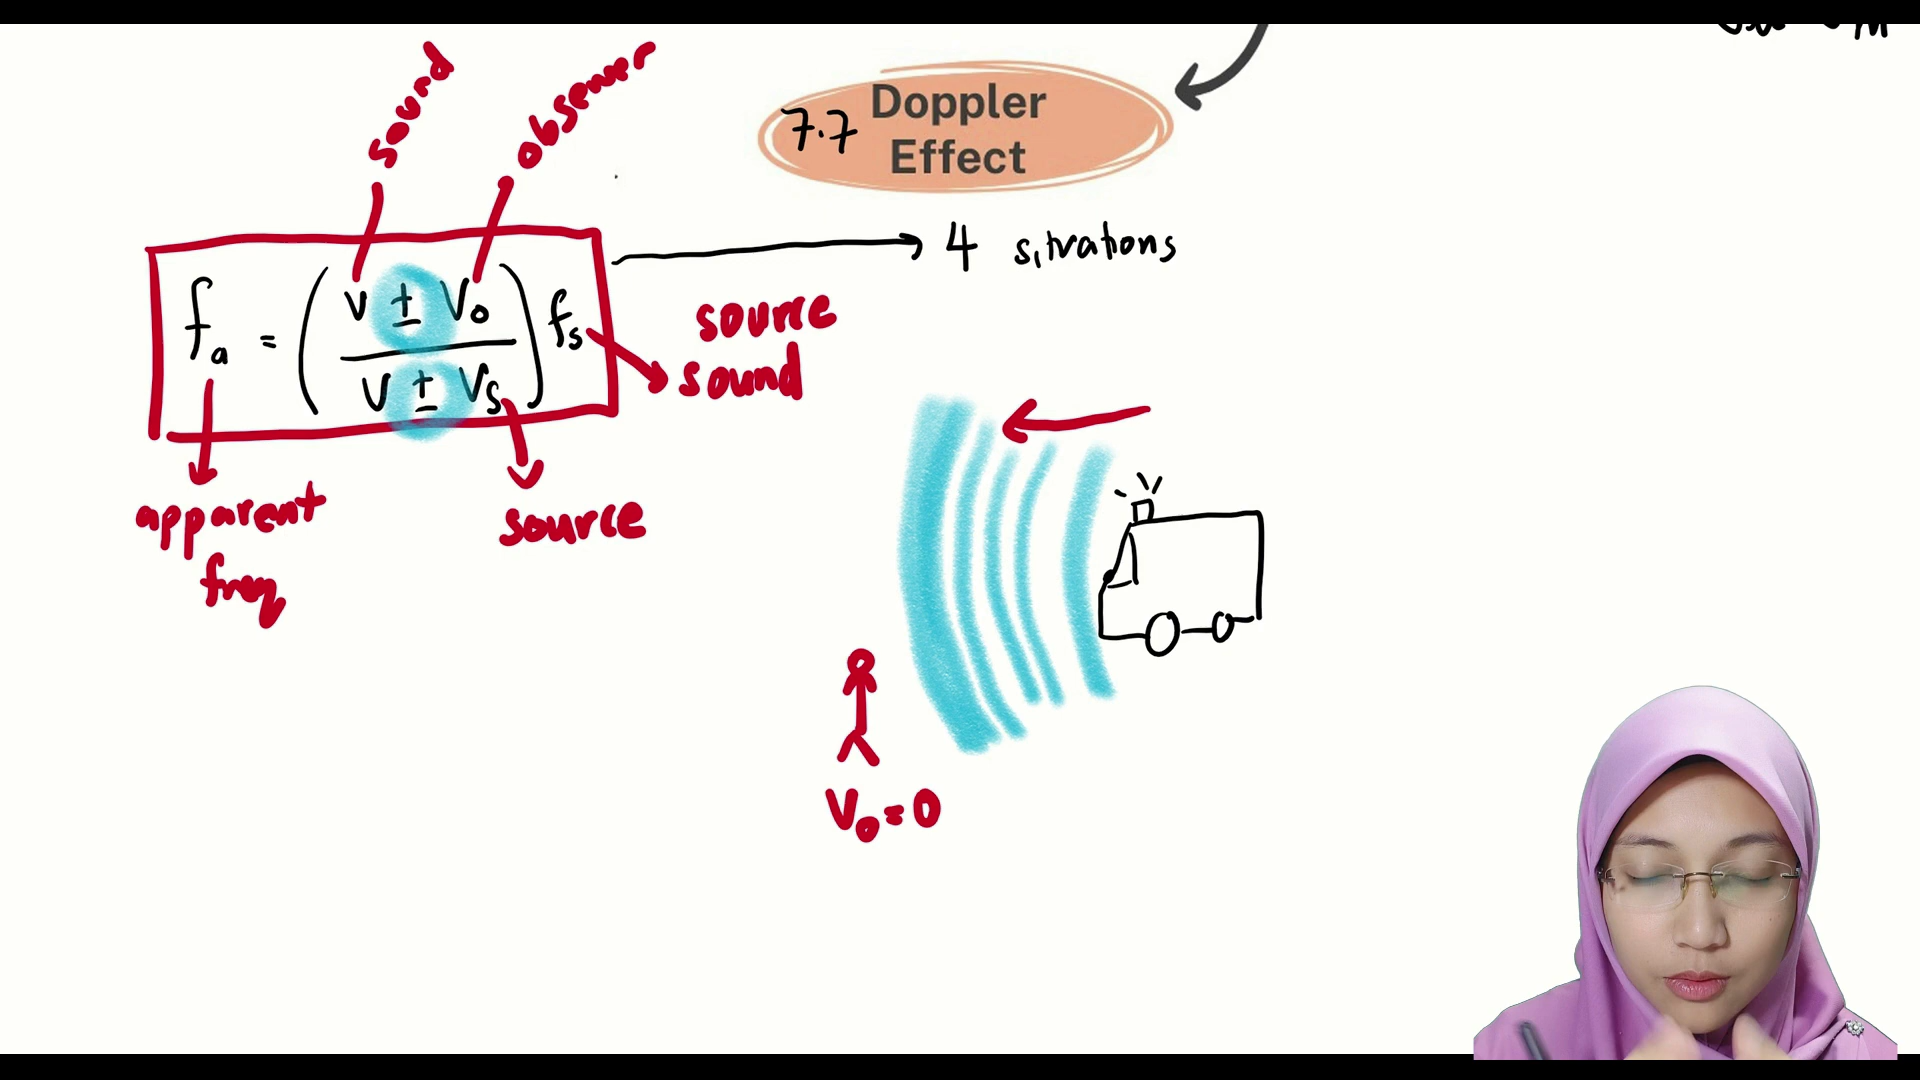 sound
observer
7.7 Doppler
Effect
4 situations
fa = ( v ± vo / v ± vs ) fs
source
sound
apparent
freq
source
Vo = 0